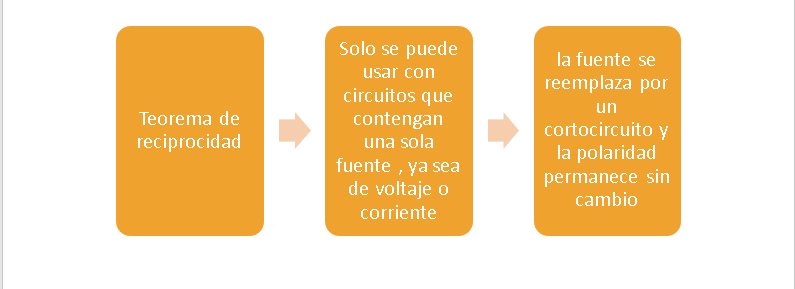 Teorema de
reciprocidad
Solo se puede
usar con
circuitos que
contengan
una sola
fuente , ya sea
de voltaje o
corriente
la fuente se
reemplaza por
un
cortocircuito y
la polaridad
permanece sin
cambio